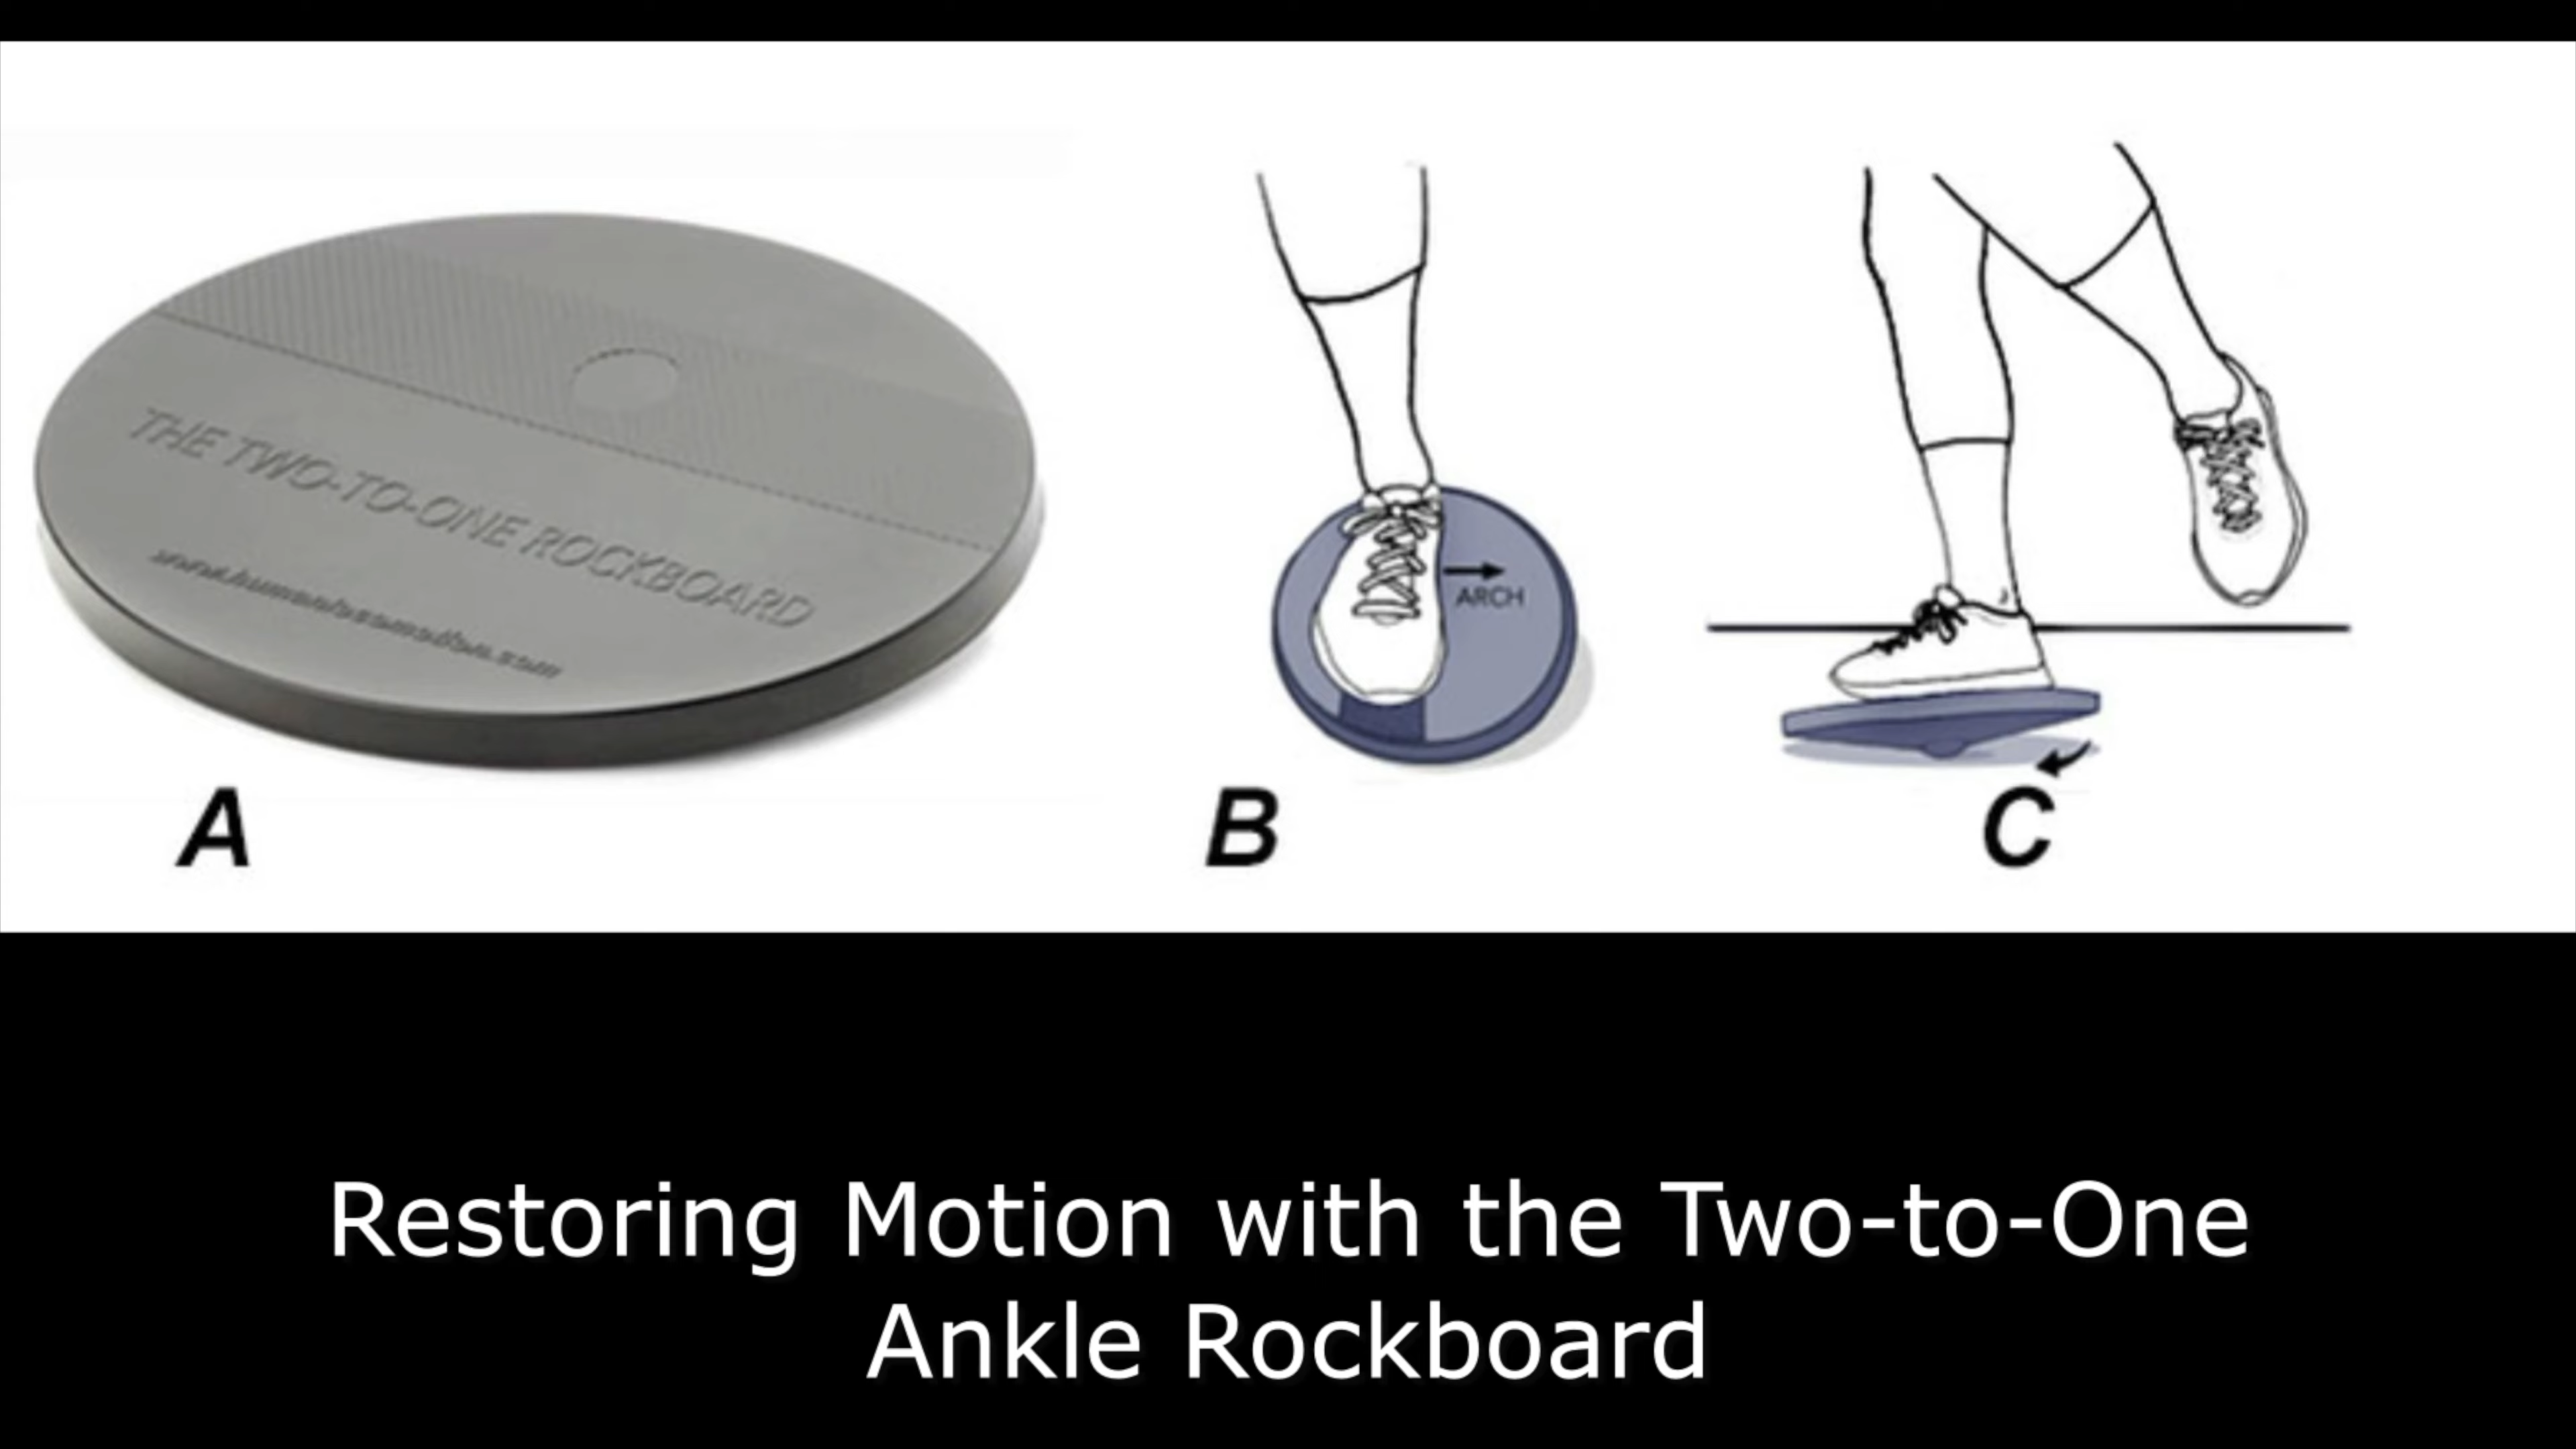 THE TWO-TO-ONE ROCKBOARD
ARCH
A
B
C
Restoring Motion with the Two-to-One
Ankle Rockboard